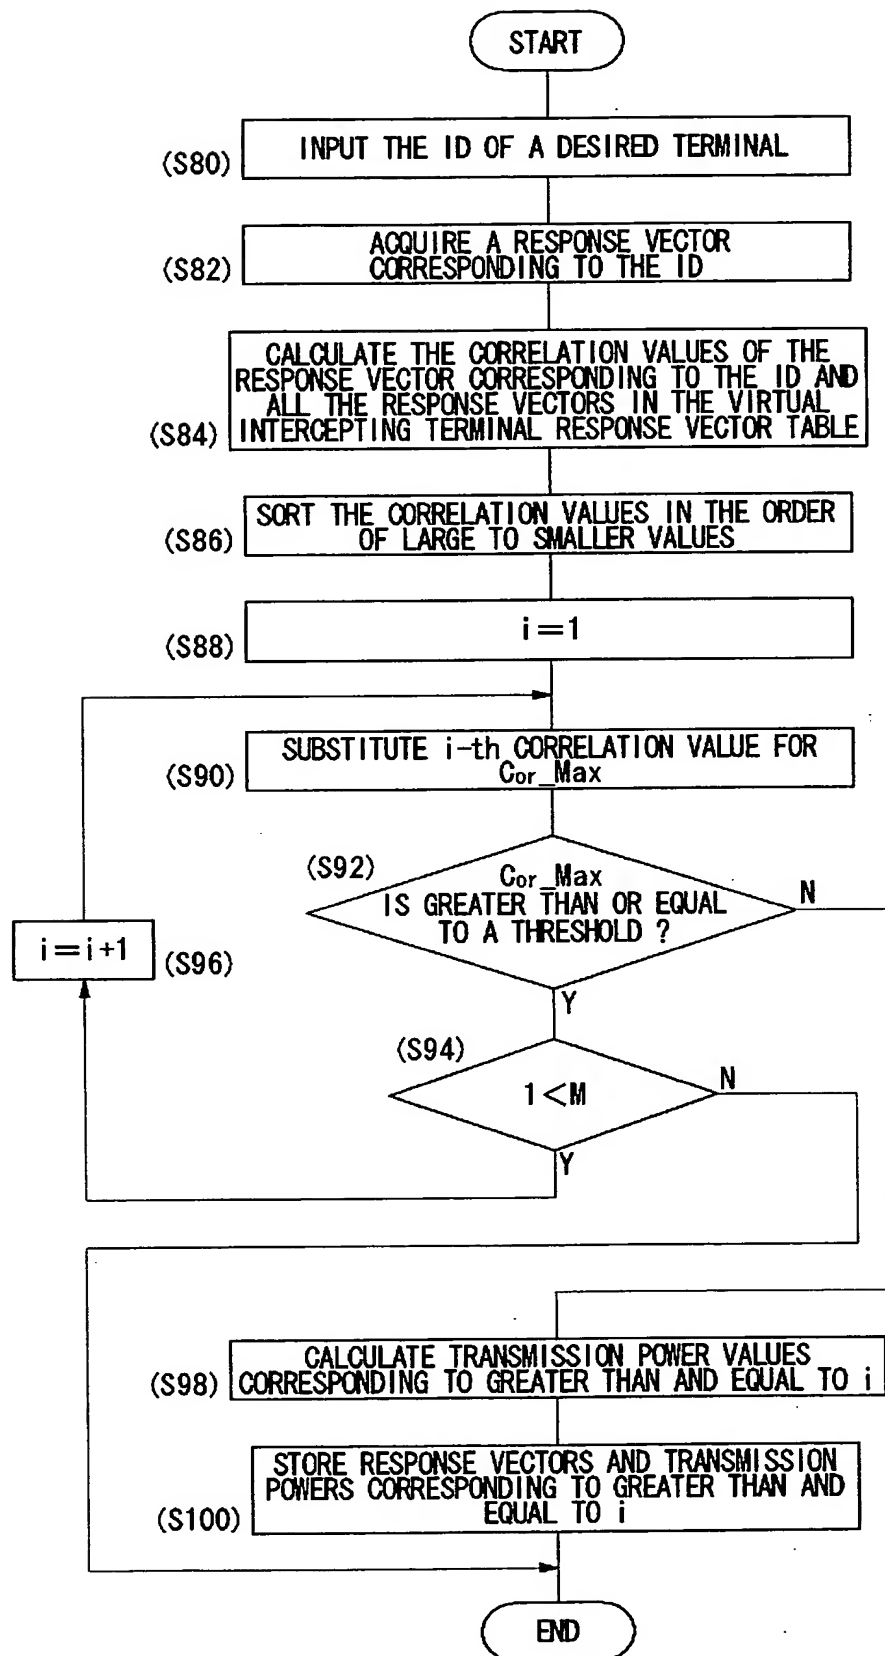 START
INPUT THE ID OF A DESIRED TERMINAL
(S80)
ACQUIRE A RESPONSE VECTOR
CORRESPONDING TO THE ID
(S82)
CALCULATE THE CORRELATION VALUES OF THE
RESPONSE VECTOR CORRESPONDING TO THE ID AND
ALL THE RESPONSE VECTORS IN THE VIRTUAL
INTERCEPTING TERMINAL RESPONSE VECTOR TABLE
(S84)
SORT THE CORRELATION VALUES IN THE ORDER
OF LARGE TO SMALLER VALUES
(S86)
i=1
(S88)
SUBSTITUTE i-th CORRELATION VALUE FOR
Cor_Max
(S90)
(S92)
Cor_Max
IS GREATER THAN OR EQUAL
TO A THRESHOLD ?
N
Y
i=i+1
(S96)
(S94)
1<M
N
Y
CALCULATE TRANSMISSION POWER VALUES
CORRESPONDING TO GREATER THAN AND EQUAL TO i
(S98)
STORE RESPONSE VECTORS AND TRANSMISSION
POWERS CORRESPONDING TO GREATER THAN AND
EQUAL TO i
(S100)
END